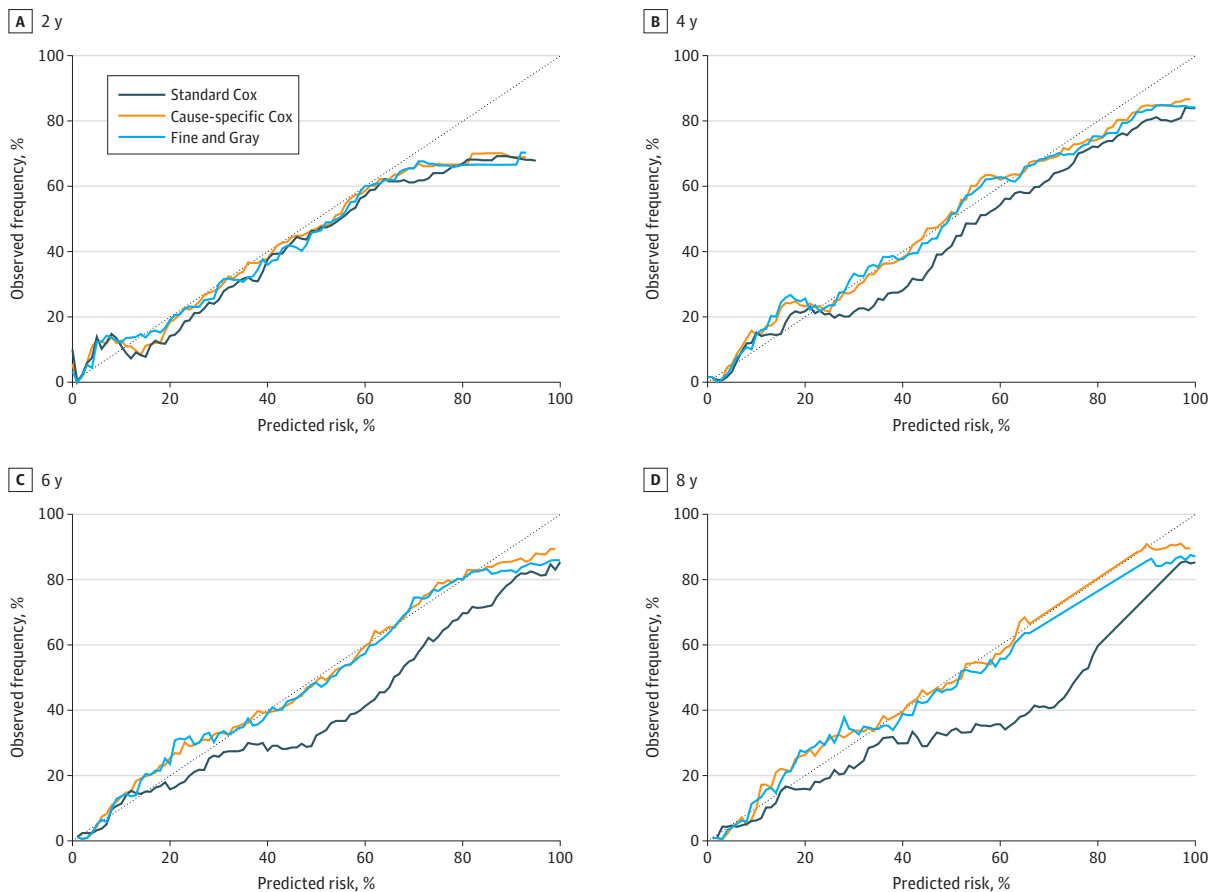 A 2 y
100
80
60
40
20
0
Observed frequency, %
Standard Cox
Cause-specific Cox
Fine and Gray
0 20 40 60 80 100
Predicted risk, %
B 4 y
100
80
60
40
20
0
Observed frequency, %
0 20 40 60 80 100
Predicted risk, %
C 6 y
100
80
60
40
20
0
Observed frequency, %
0 20 40 60 80 100
Predicted risk, %
D 8 y
100
80
60
40
20
0
Observed frequency, %
0 20 40 60 80 100
Predicted risk, %